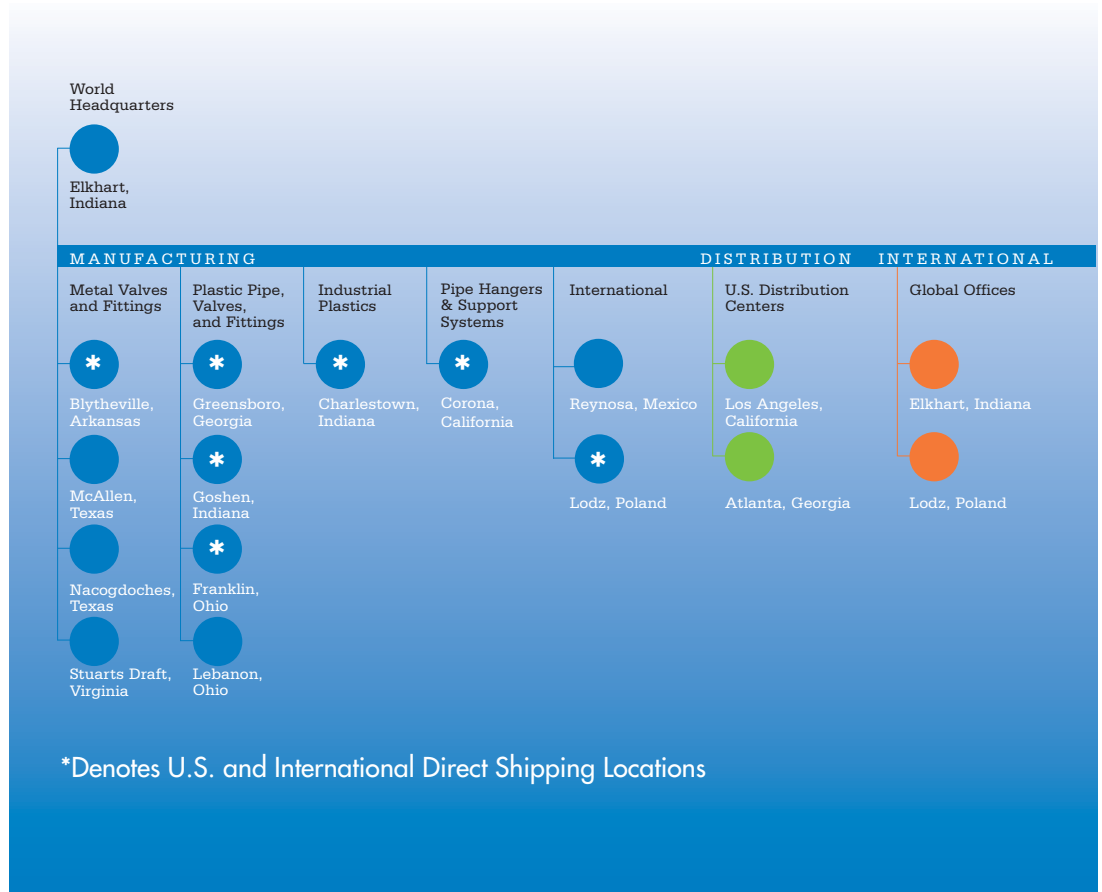 World
Headquarters
Elkhart,
Indiana
MANUFACTURING
DISTRIBUTION
INTERNATIONAL
Metal Valves
and Fittings
*
Blytheville,
Arkansas
McAllen,
Texas
Nacogdoches,
Texas
Stuarts Draft,
Virginia
Plastic Pipe,
Valves,
and Fittings
*
Greensboro,
Georgia
*
Goshen,
Indiana
*
Franklin,
Ohio
Lebanon,
Ohio
Industrial
Plastics
*
Charlestown,
Indiana
Pipe Hangers
& Support
Systems
*
Corona,
California
International
Reynosa, Mexico
*
Lodz, Poland
U.S. Distribution
Centers
Los Angeles,
California
Atlanta, Georgia
Global Offices
Elkhart, Indiana
Lodz, Poland
*Denotes U.S. and International Direct Shipping Locations